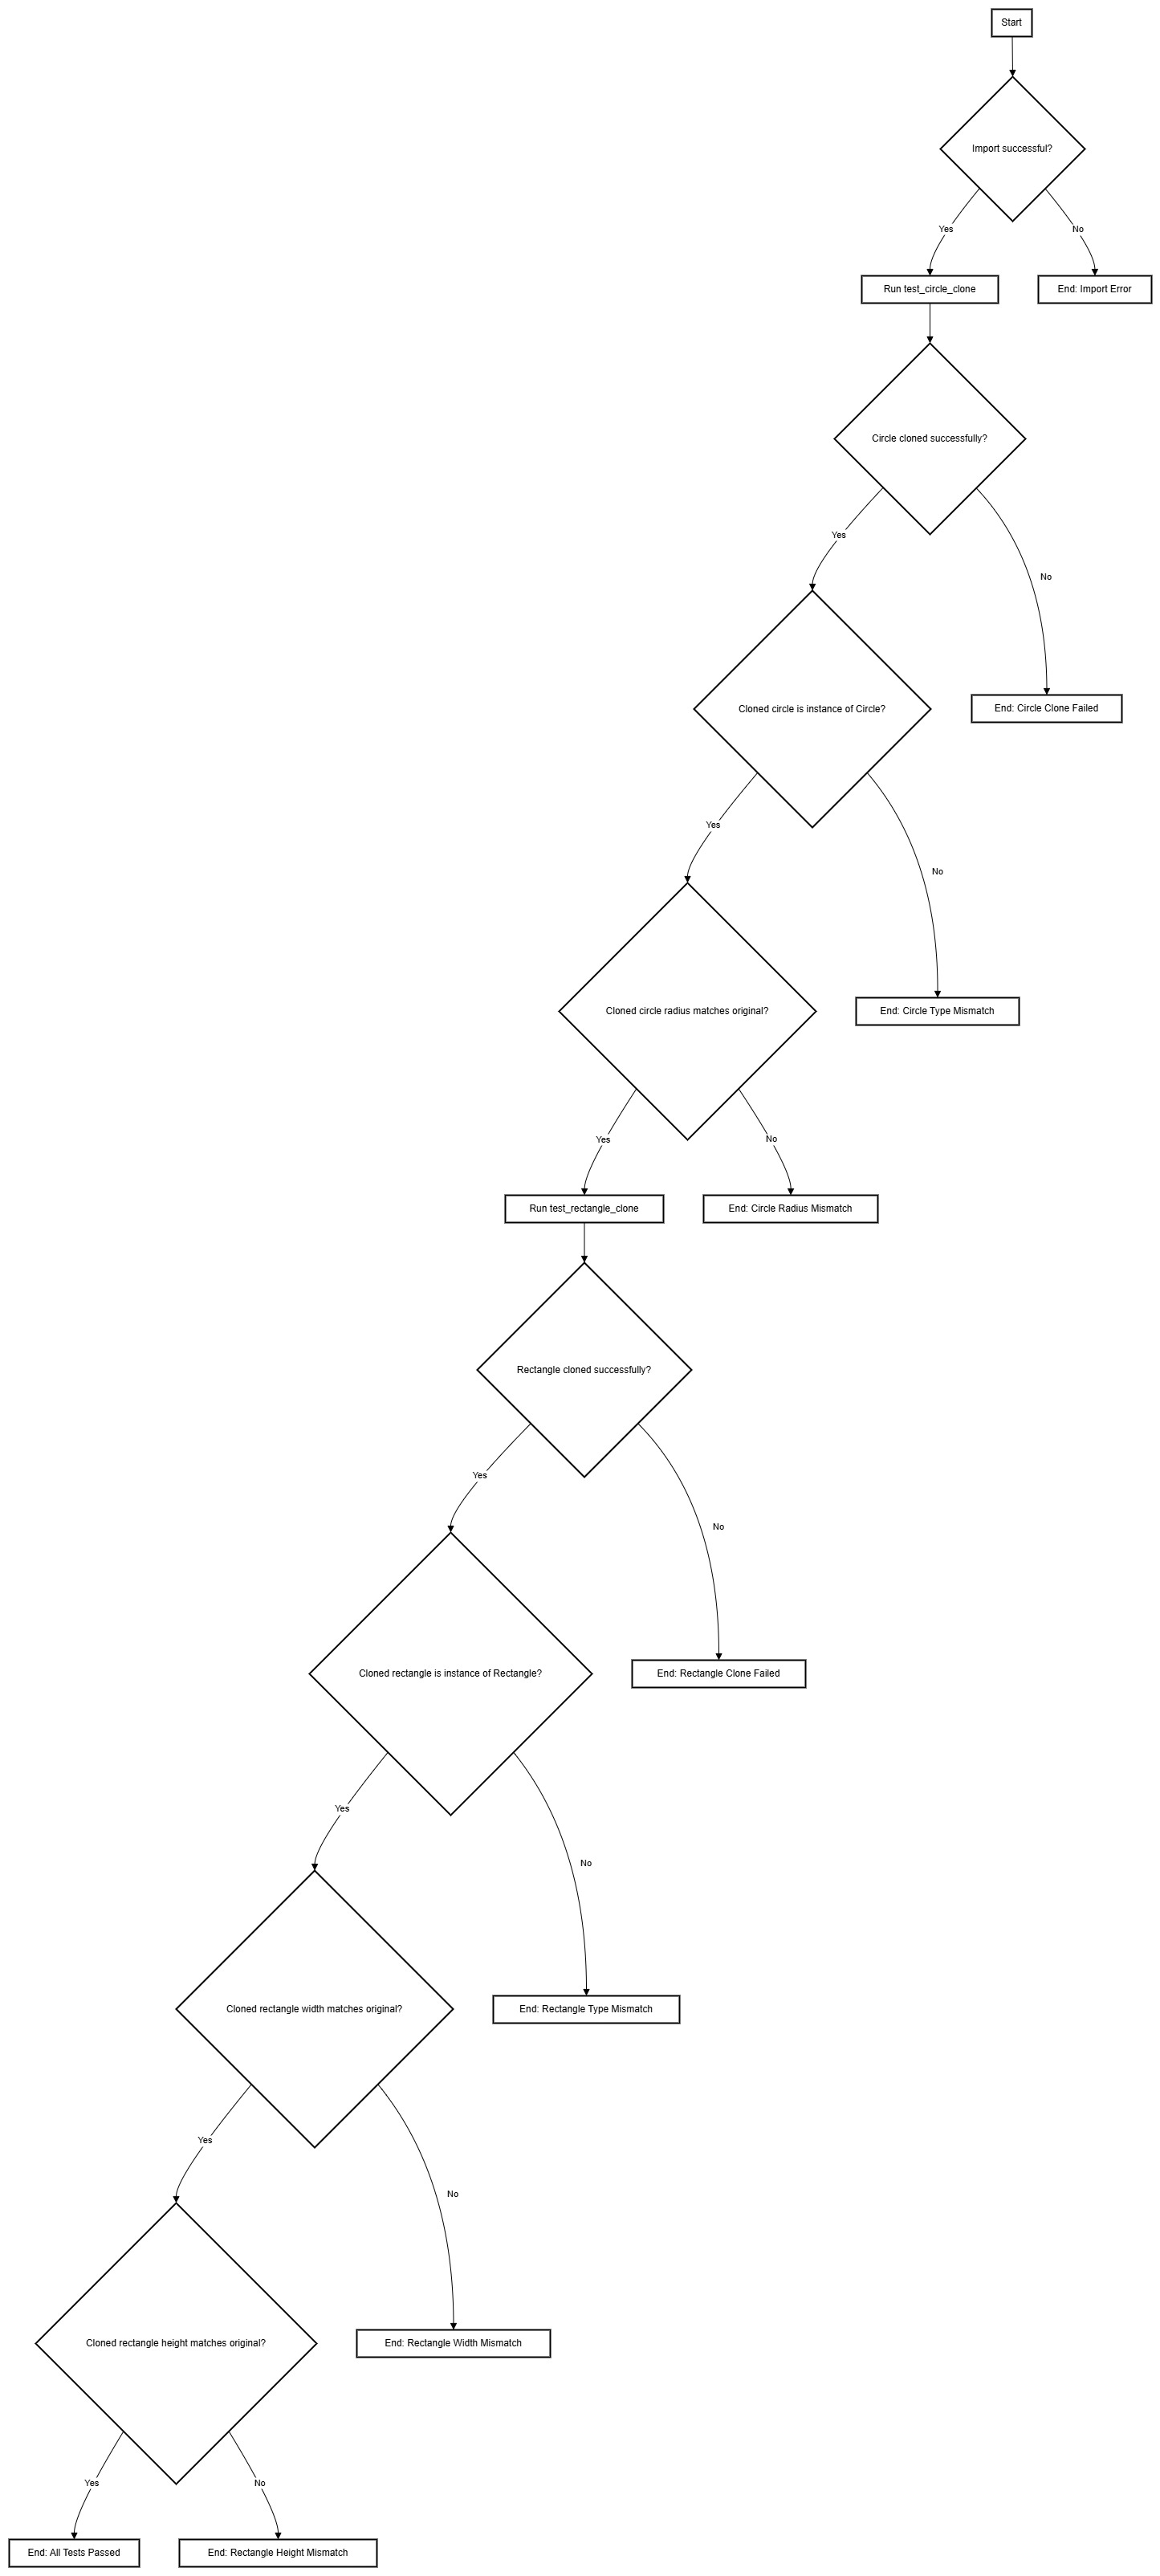 Start
Import successful?
Yes
No
Run test_circle_clone
End: Import Error
Circle cloned successfully?
Yes
No
Cloned circle is instance of Circle?
End: Circle Clone Failed
Yes
No
Cloned circle radius matches original?
End: Circle Type Mismatch
Yes
No
Run test_rectangle_clone
End: Circle Radius Mismatch
Rectangle cloned successfully?
Yes
No
Cloned rectangle is instance of Rectangle?
End: Rectangle Clone Failed
Yes
No
Cloned rectangle width matches original?
End: Rectangle Type Mismatch
Yes
No
Cloned rectangle height matches original?
End: Rectangle Width Mismatch
Yes
No
End: All Tests Passed
End: Rectangle Height Mismatch